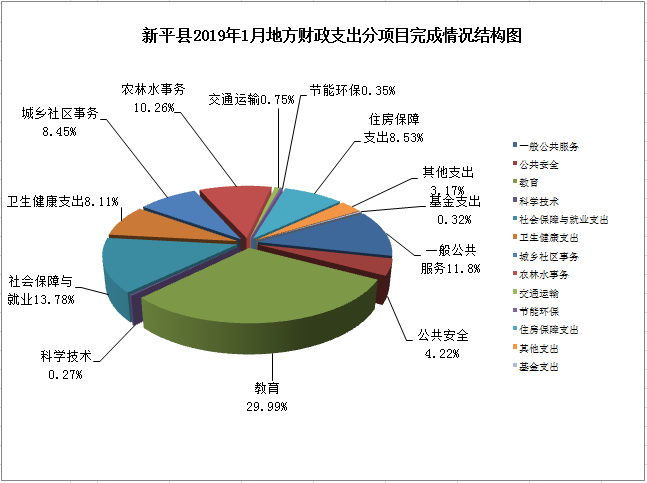 新平县2019年1月地方财政支出分项目完成情况结构图
农林水事务
10.26%
交通运输0.75%
节能环保0.35%
城乡社区事务
8.45%
住房保障
支出8.53%
其他支出
3.17%
卫生健康支出8.11%
基金支出
0.32%
一般公共
服务11.8%
社会保障与
就业13.78%
公共安全
4.22%
科学技术
0.27%
教育
29.99%
一般公共服务
公共安全
教育
科学技术
社会保障与就业支出
卫生健康支出
城乡社区事务
农林水事务
交通运输
节能环保
住房保障支出
其他支出
基金支出